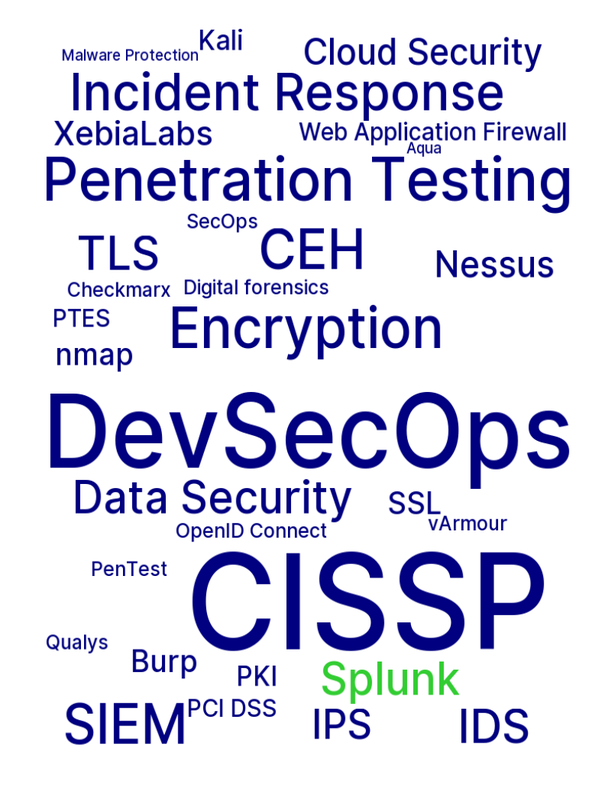 Kali
Malware Protection
Cloud Security
Incident Response
XebiaLabs
Web Application Firewall
Aqua
Penetration Testing
SecOps
TLS
CEH
Nessus
Checkmarx
Digital forensics
PTES
Encryption
nmap
DevSecOps
Data Security
SSL
vArmour
OpenID Connect
PenTest
CISSP
Qualys
Burp
PKI
Splunk
SIEM
PCI DSS
IPS
IDS